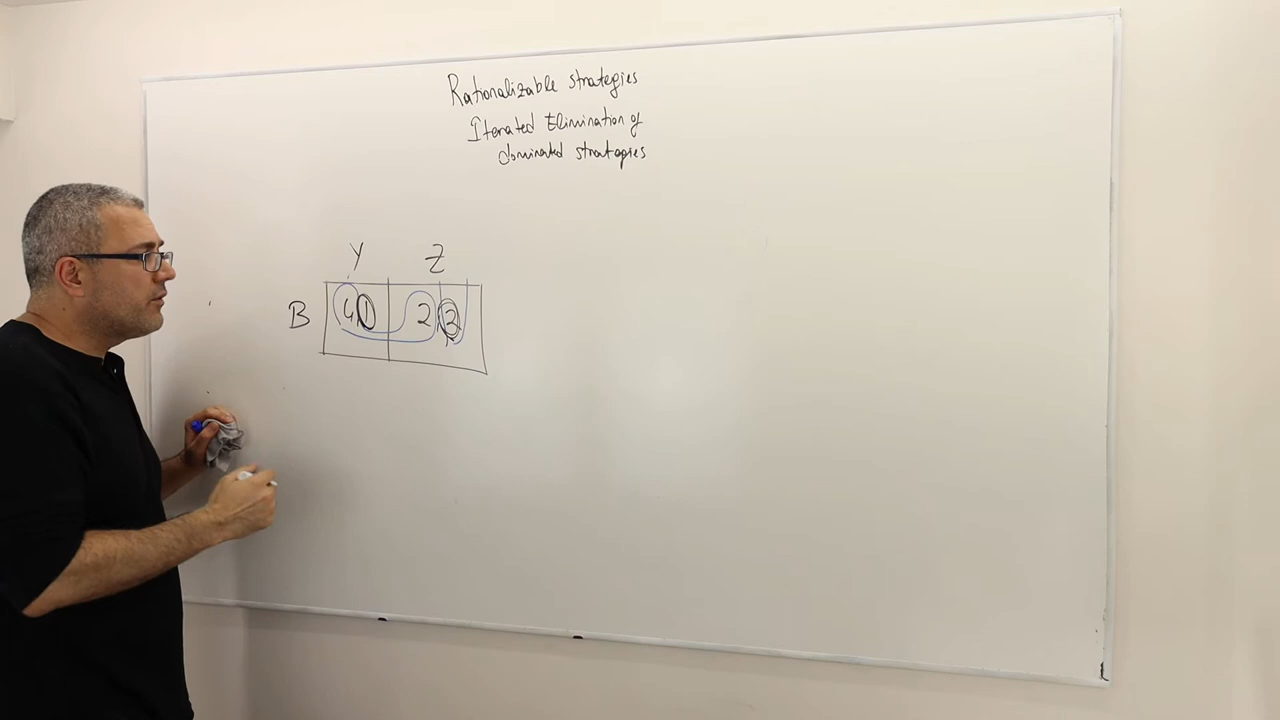 Rationalizable strategies
Iterated Elimination of
dominated strategies
Y Z
B 4 1 2 3